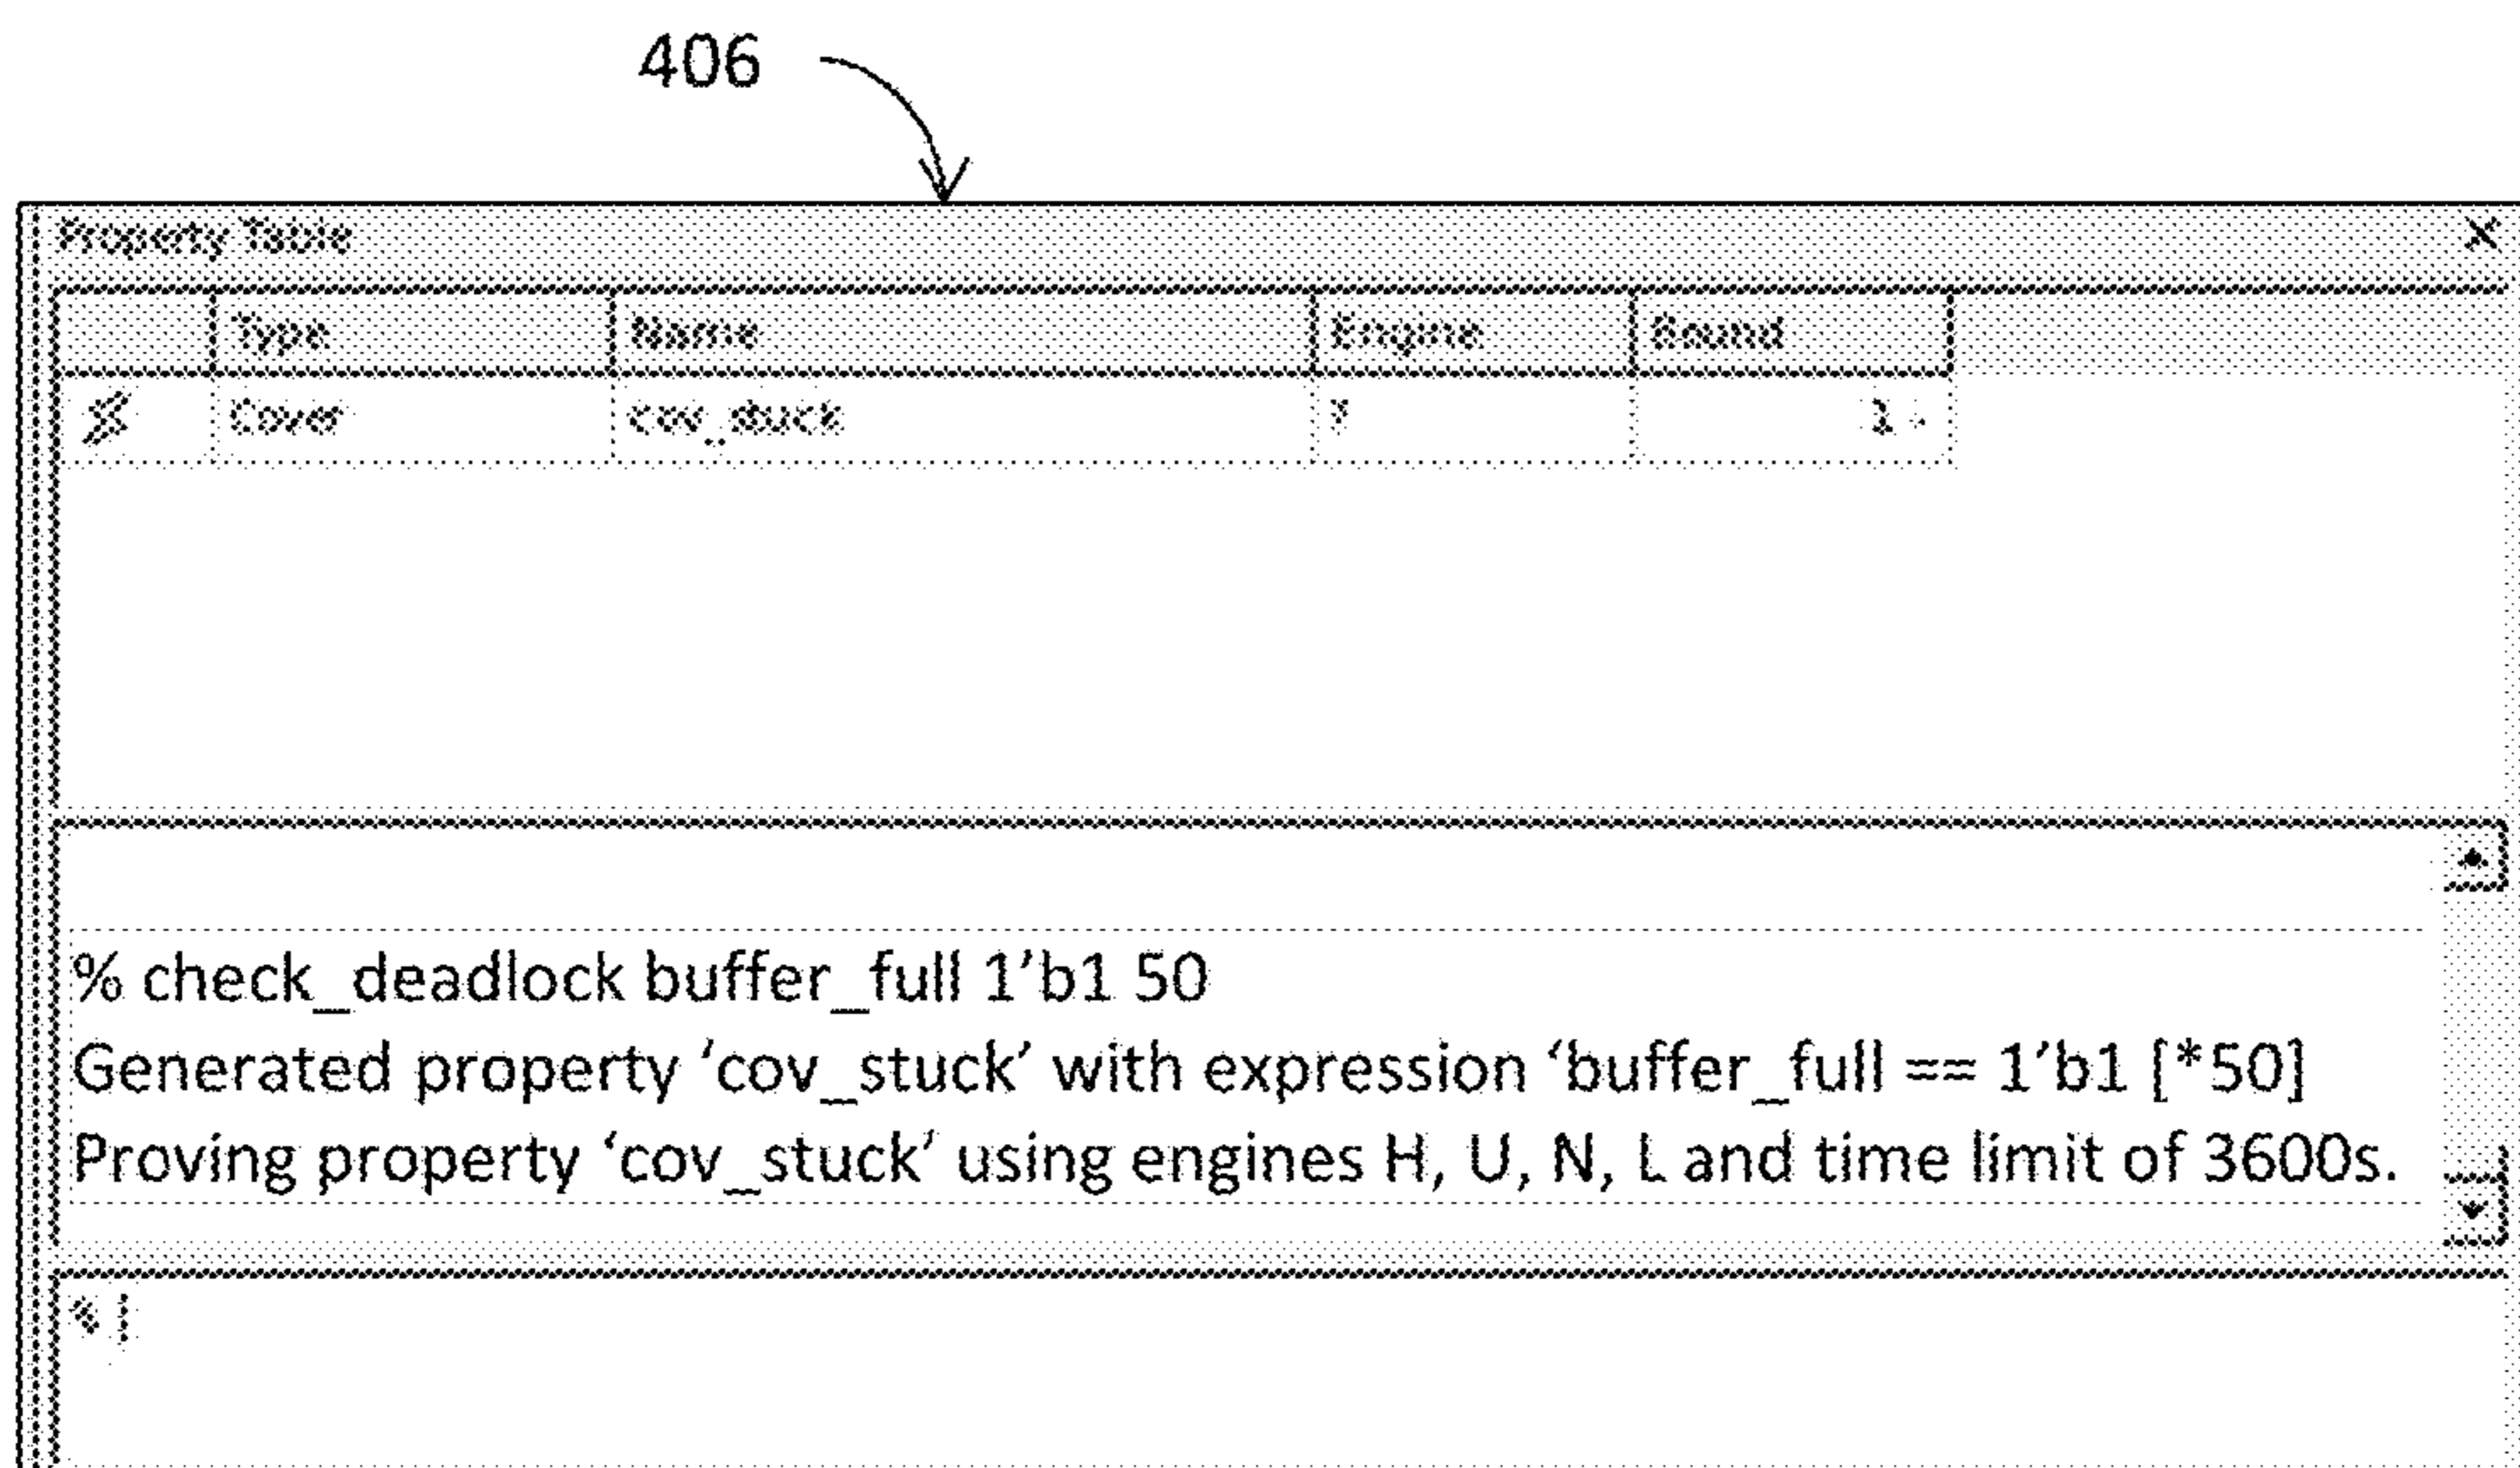 406
Property Table
Type Name Engine Bound
Cover cov_stuck ? 1 -
% check_deadlock buffer_full 1’b1 50
Generated property ‘cov_stuck’ with expression ‘buffer_full == 1’b1 [*50]
Proving property ‘cov_stuck’ using engines H, U, N, L and time limit of 3600s.
%